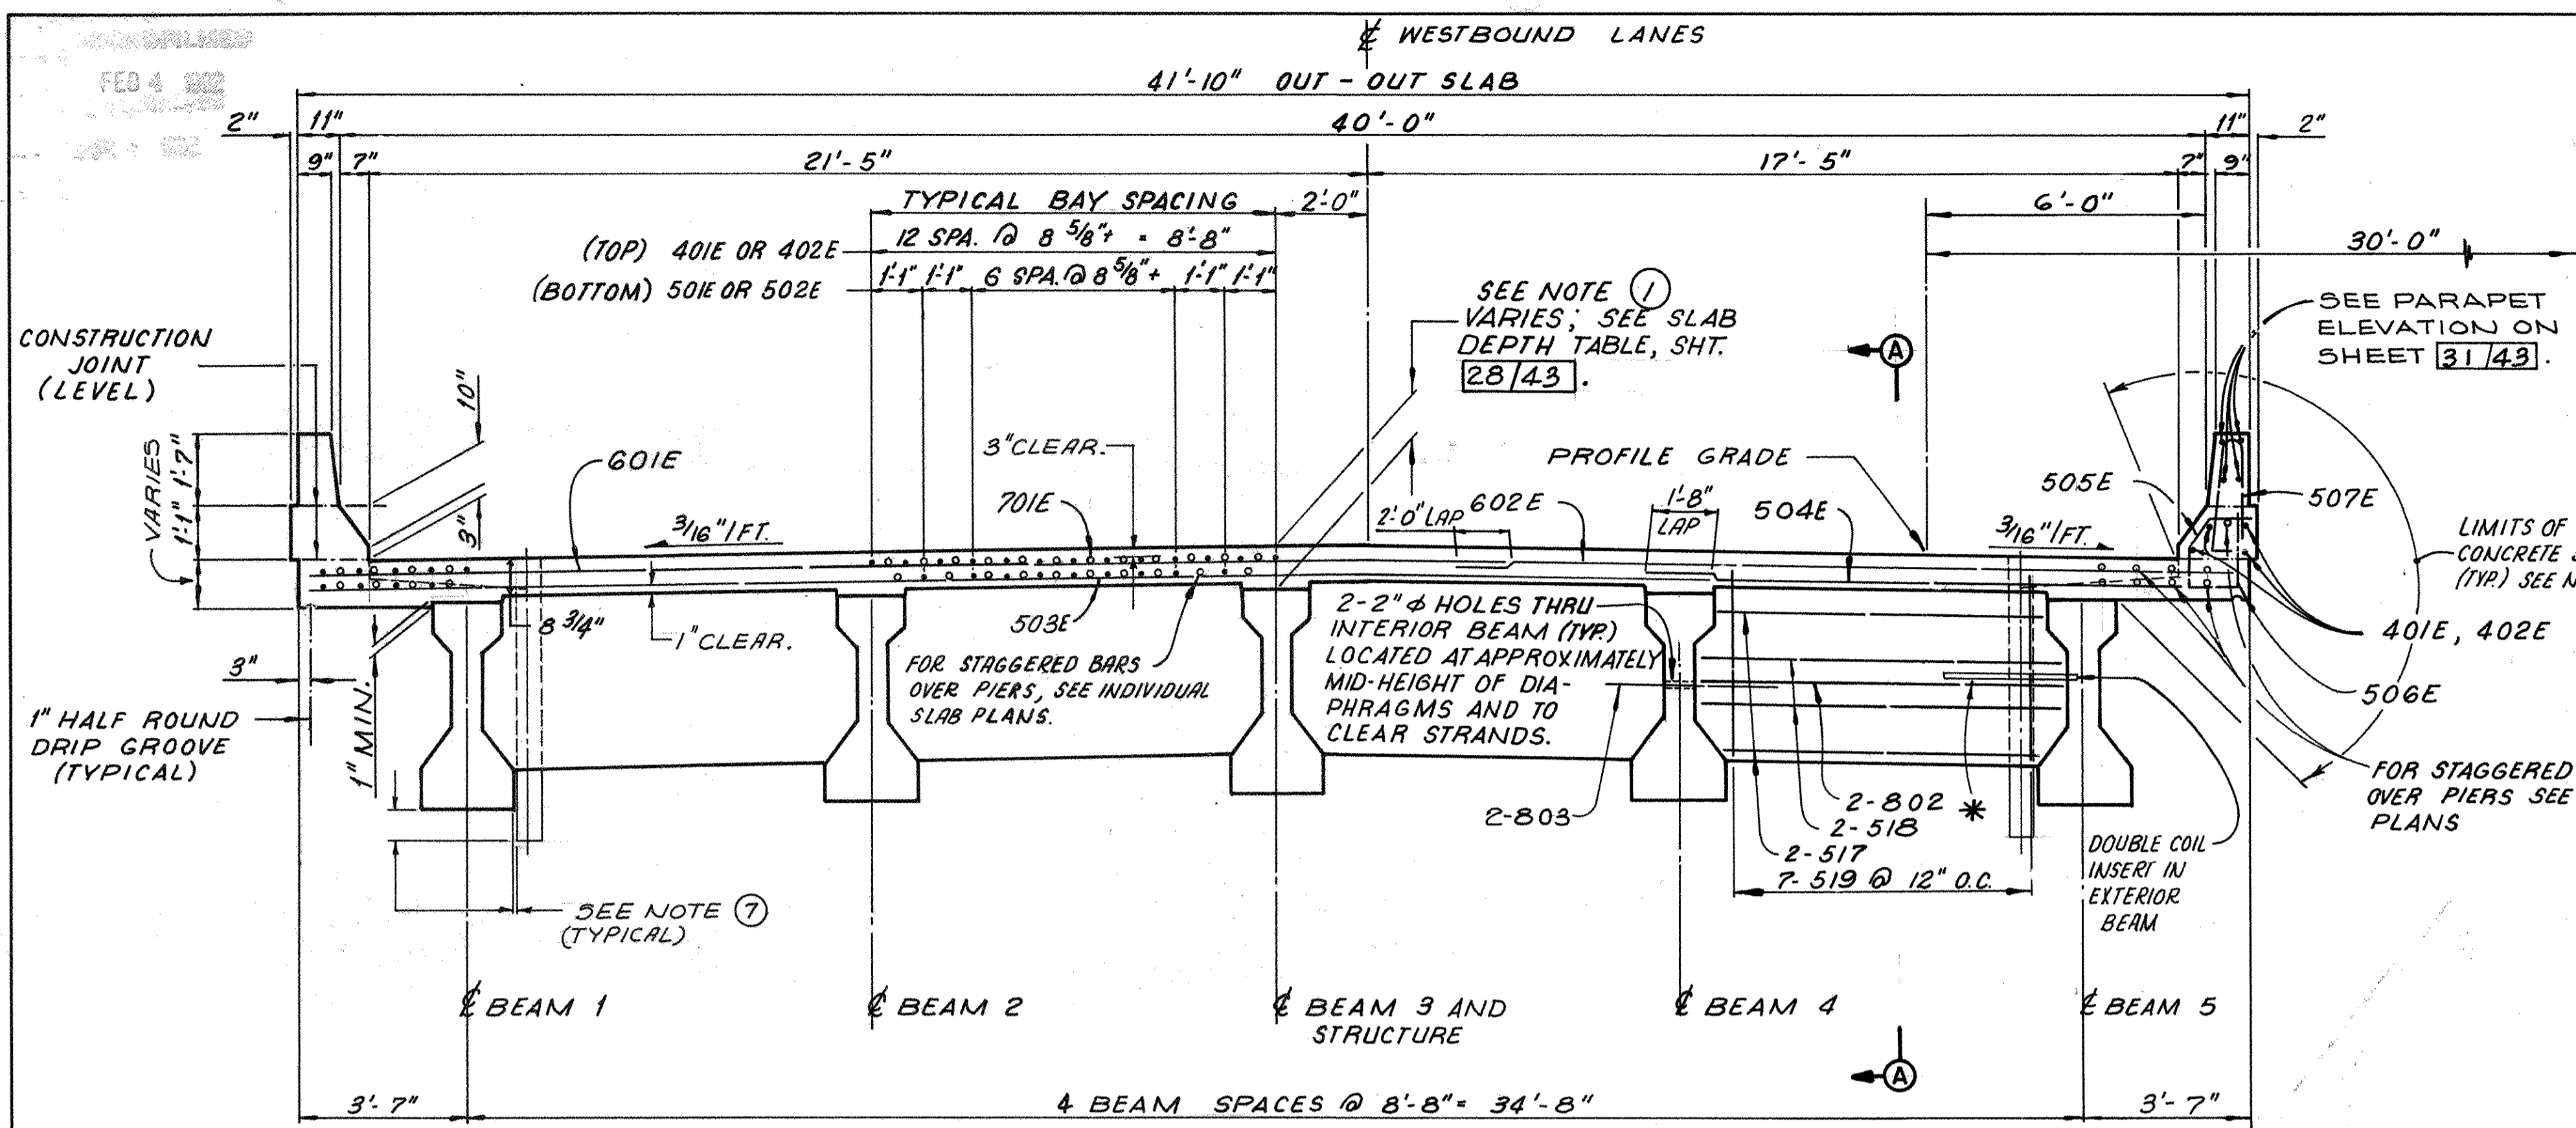 FEB 4
℄ WESTBOUND LANES
41'-10" OUT - OUT SLAB
2" 11" 40'-0" 11" 2"
9" 7" 21'-5" 17'-5" 7" 9"
TYPICAL BAY SPACING 2'-0" 6'-0"
(TOP) 401E OR 402E 12 SPA. @ 8 5/8"+ = 8'-8" 30'-0"
(BOTTOM) 501E OR 502E 1'-1" 1'-1" 6 SPA. @ 8 5/8"+ 1'-1" 1'-1"
SEE NOTE 1
VARIES; SEE SLAB
DEPTH TABLE, SHT.
28/43.
A
SEE PARAPET
ELEVATION ON
SHEET 31/43.
CONSTRUCTION
JOINT
(LEVEL)
VARIES 1'-1" 1'-7"
10"
3"
601E
3/16"/FT.
3" CLEAR.
701E
PROFILE GRADE
2'-0" LAP 602E
1'-8"
LAP
504E
505E
3/16"/FT.
507E
LIMITS OF
CONCRETE
(TYP.) SEE
8 3/4"
1" CLEAR.
503E
FOR STAGGERED BARS
OVER PIERS, SEE INDIVIDUAL
SLAB PLANS.
2-2" ϕ HOLES THRU
INTERIOR BEAM (TYP.)
LOCATED AT APPROXIMATELY
MID-HEIGHT OF DIA-
PHRAGMS AND TO
CLEAR STRANDS.
401E, 402E
506E
3"
1" HALF ROUND
DRIP GROOVE
(TYPICAL)
1" MIN.
2-803
2-802 *
2-518
2-517
7-519 @ 12" O.C.
DOUBLE COIL
INSERT IN
EXTERIOR
BEAM
FOR STAGGERED
OVER PIERS SEE
PLANS
SEE NOTE 7
(TYPICAL)
℄ BEAM 1
℄ BEAM 2
℄ BEAM 3 AND
STRUCTURE
℄ BEAM 4
℄ BEAM 5
A
3'-7" 4 BEAM SPACES @ 8'-8" = 34'-8" 3'-7"